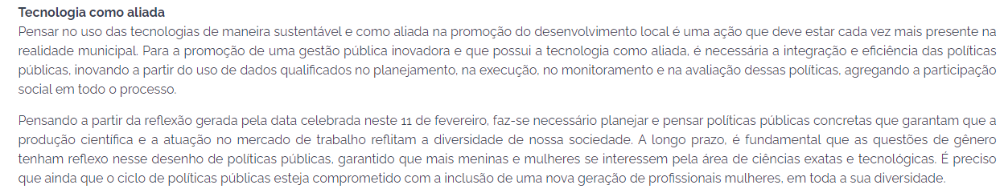 Tecnologia como aliada
Pensar no uso das tecnologias de maneira sustentável e como aliada na promoção do desenvolvimento local é uma ação que deve estar cada vez mais presente na
realidade municipal. Para a promoção de uma gestão pública inovadora e que possui a tecnologia como aliada, é necessária a integração e eficiência das políticas
públicas, inovando a partir do uso de dados qualificados no planejamento, na execução, no monitoramento e na avaliação dessas políticas, agregando a participação
social em todo o processo.
Pensando a partir da reflexão gerada pela data celebrada neste 11 de fevereiro, faz-se necessário planejar e pensar políticas públicas concretas que garantam que a
produção científica e a atuação no mercado de trabalho reflitam a diversidade de nossa sociedade. A longo prazo, é fundamental que as questões de gênero
tenham reflexo nesse desenho de políticas públicas, garantido que mais meninas e mulheres se interessem pela área de ciências exatas e tecnológicas. É preciso
que ainda que o ciclo de políticas públicas esteja comprometido com a inclusão de uma nova geração de profissionais mulheres, em toda a sua diversidade.